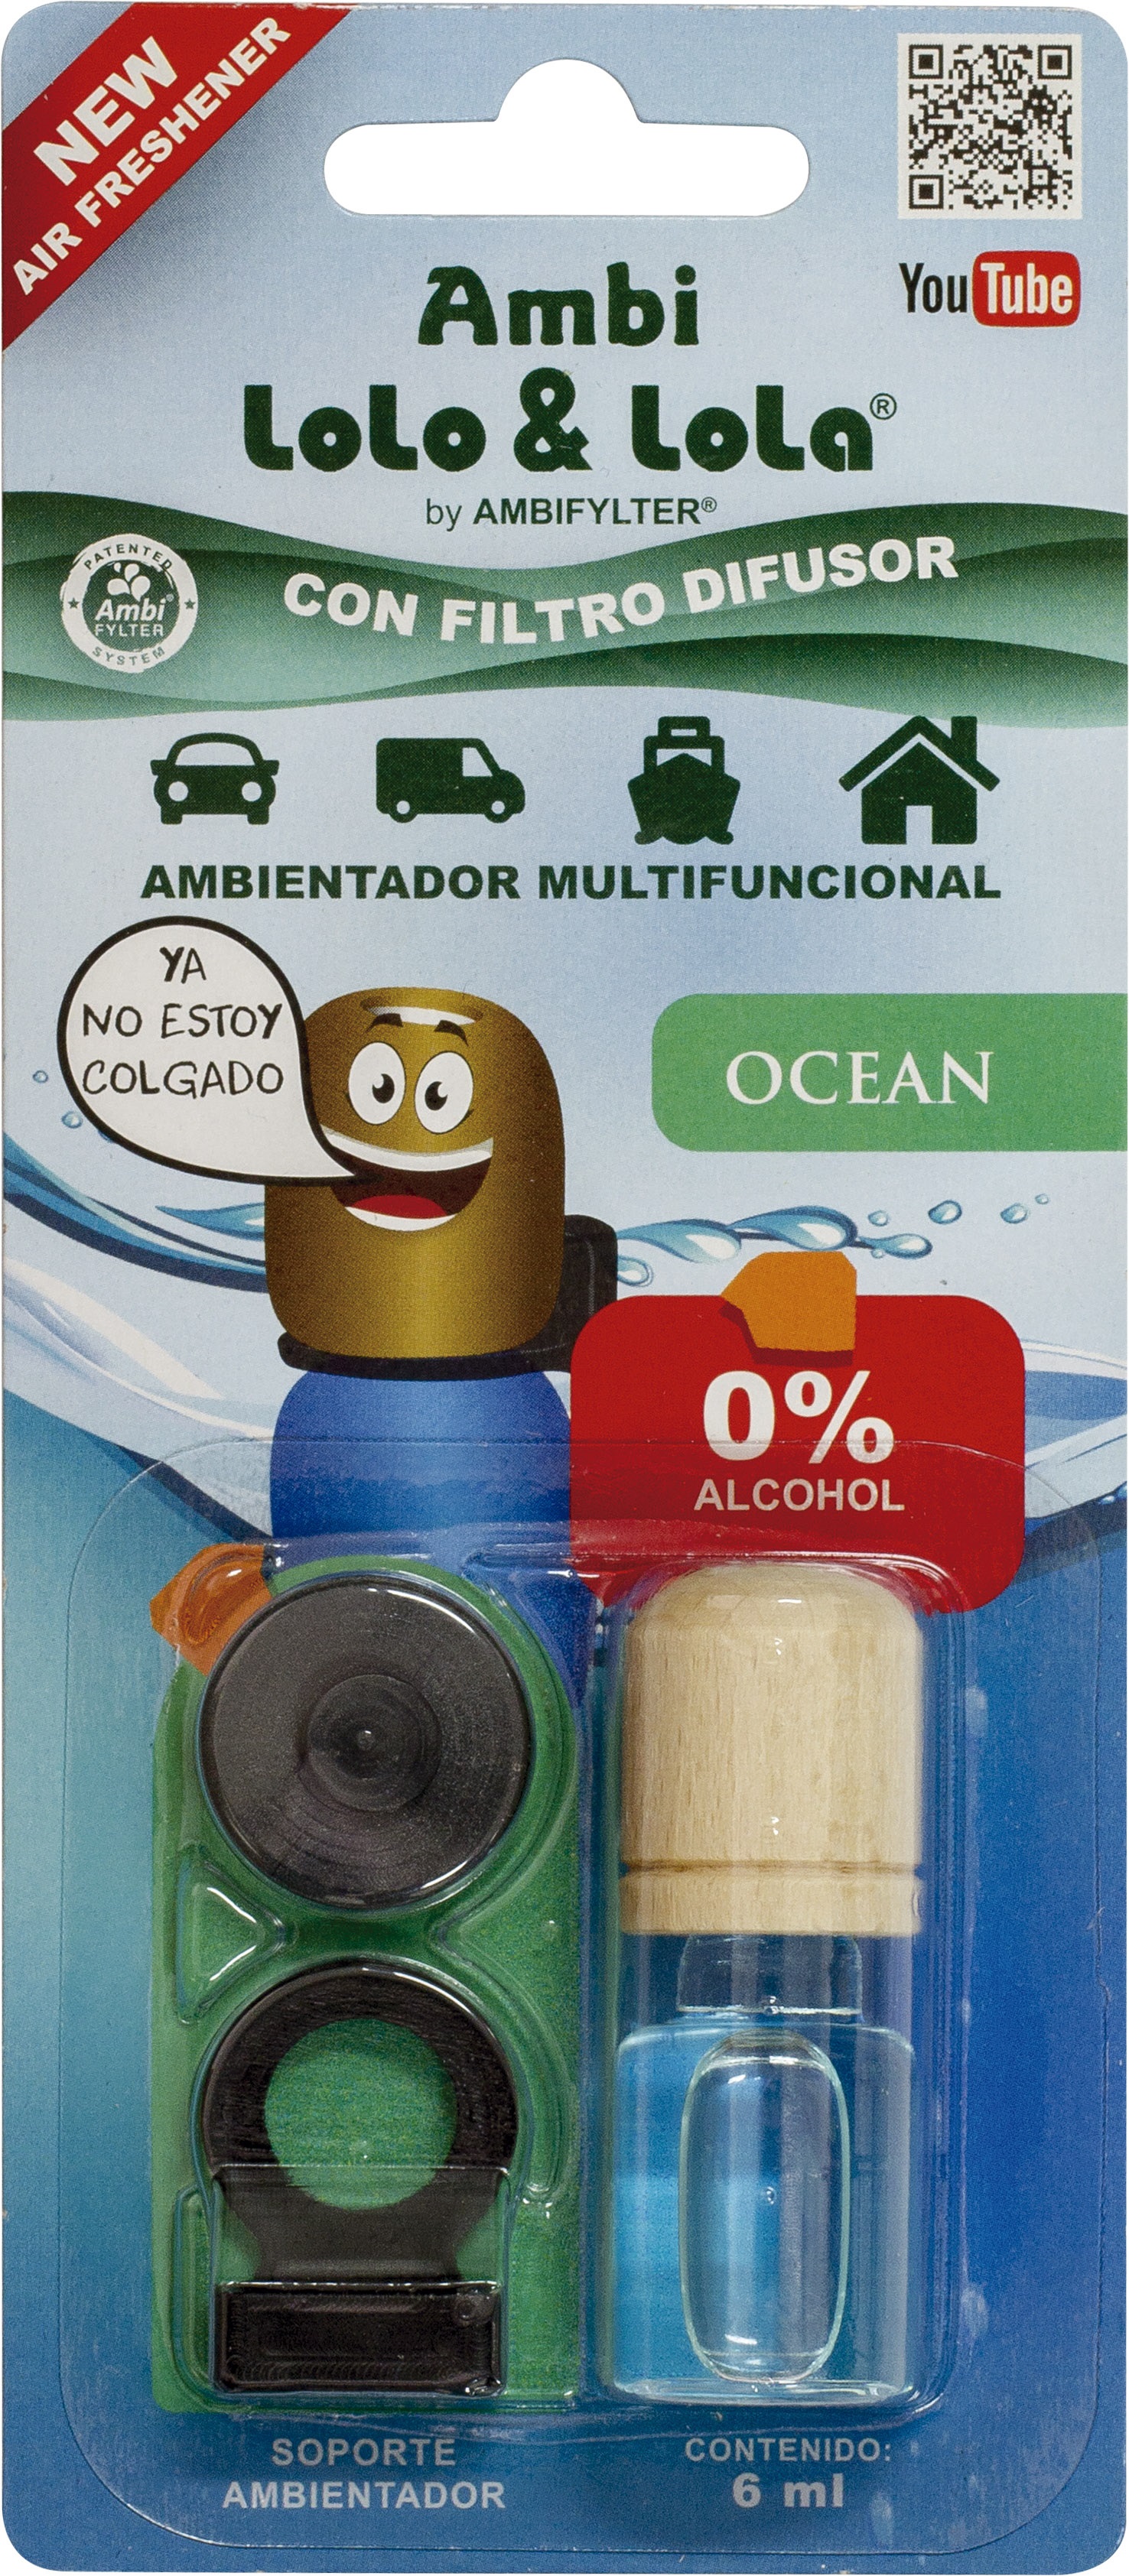 NEW
AIR FRESHENER
YouTube
Ambi
LoLo & LoLa®
by AMBIFYLTER®
PATENTED
Ambi®
FYLTER
SYSTEM
CON FILTRO DIFUSOR
AMBIENTADOR MULTIFUNCIONAL
YA
NO ESTOY
COLGADO
OCEAN
0%
ALCOHOL
SOPORTE
AMBIENTADOR
CONTENIDO:
6 ml